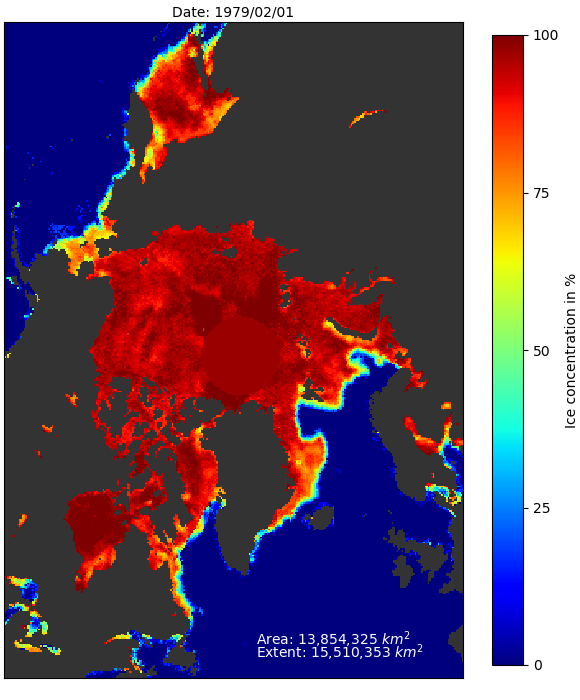 Date: 1979/02/01
100
75
50
25
0
Ice concentration in %
Area: 13,854,325 km²
Extent: 15,510,353 km²